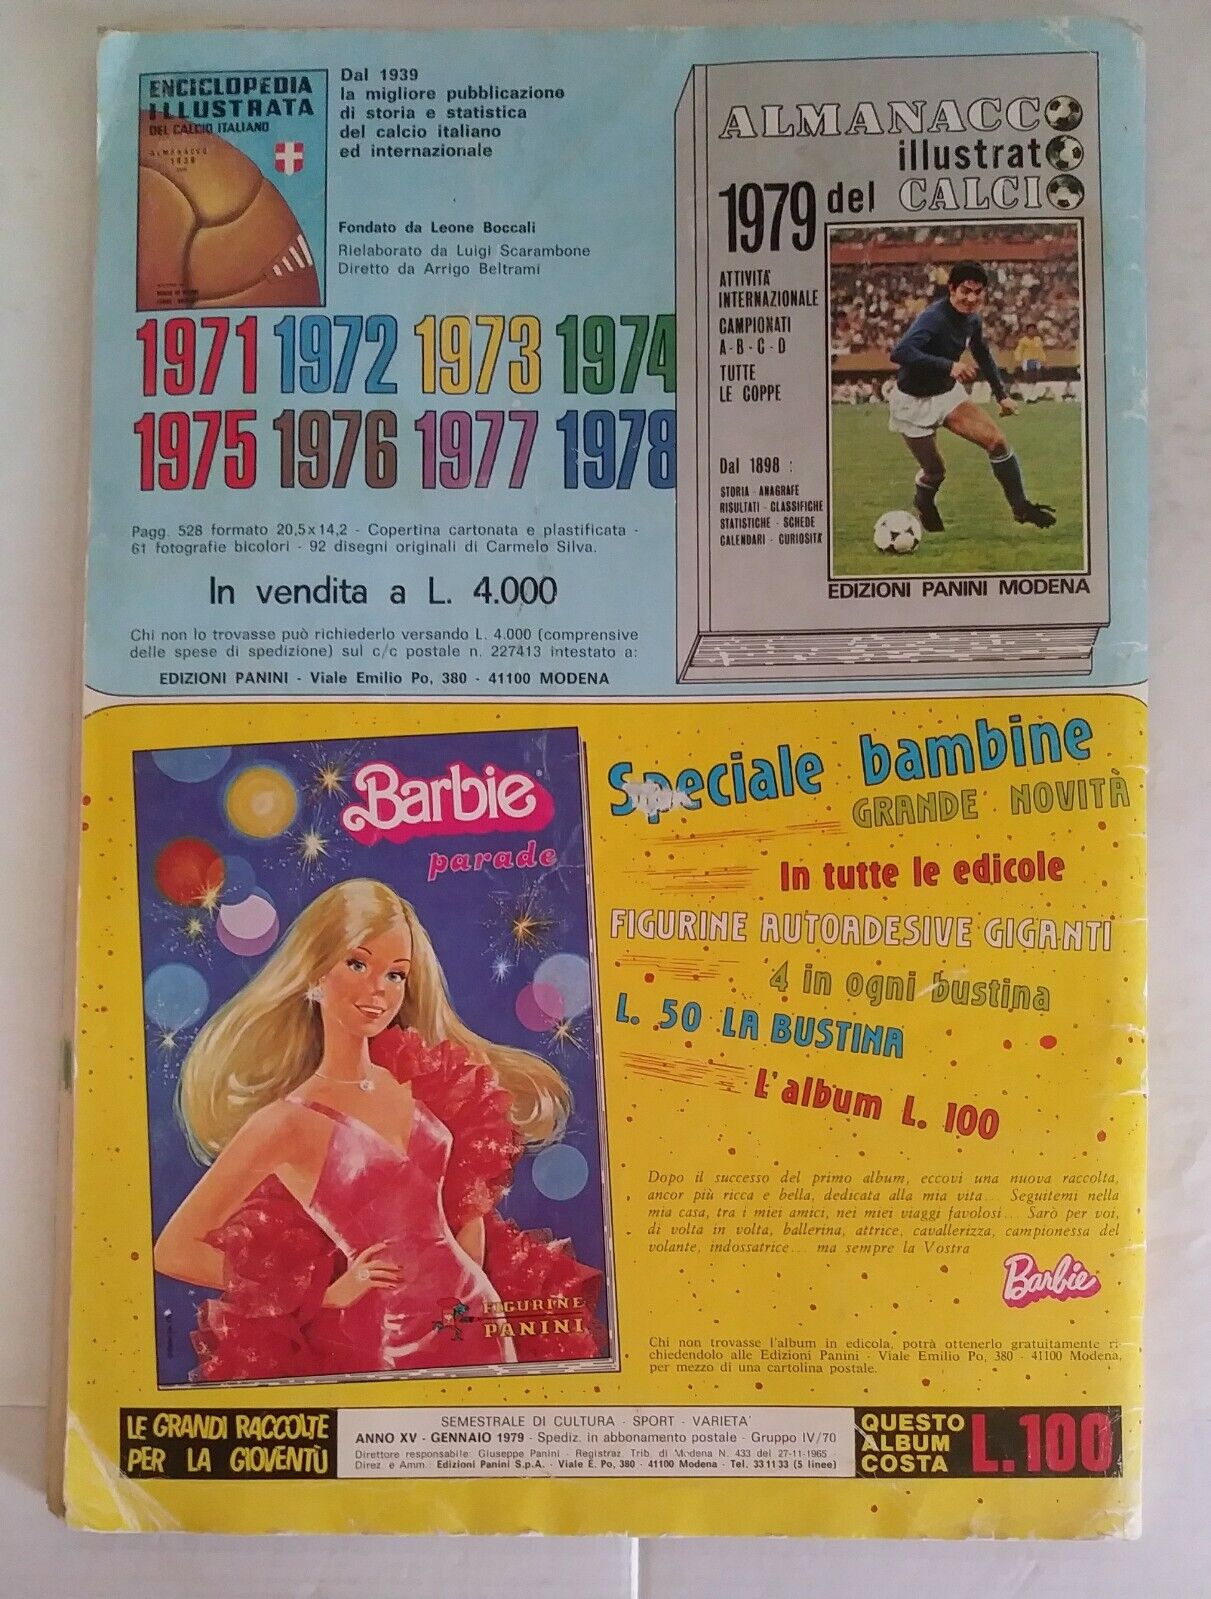 ENCICLOPEDIA
ILLUSTRATA
DEL CALCIO ITALIANO
ALMANACCO
Dal 1939
la migliore pubblicazione
di storia e statistica
del calcio italiano
ed internazionale
Fondato da Leone Boccali
Rielaborato da Luigi Scarambone
Diretto da Arrigo Beltrami
1971 1972 1973 1974
1975 1976 1977 1978
Pagg. 528 formato 20,5x14,2 - Copertina cartonata e plastificata -
61 fotografie bicolori - 92 disegni originali di Carmelo Silva.
In vendita a L. 4.000
Chi non lo trovasse può richiederlo versando L. 4.000 (comprensive
delle spese di spedizione) sul c/c postale n. 227413 intestato a:
EDIZIONI PANINI - Viale Emilio Po, 380 - 41100 MODENA
ALMANACCO
illustrato
1979 del CALCIO
ATTIVITA'
INTERNAZIONALE
CAMPIONATI
A - B - C - D
TUTTE
LE COPPE
Dal 1898 :
STORIA - ANAGRAFE
RISULTATI - CLASSIFICHE
STATISTICHE - SCHEDE
CALENDARI - CURIOSITA'
EDIZIONI PANINI MODENA
Barbie
parade
FIGURINE
PANINI
Speciale bambine
GRANDE NOVITÀ
In tutte le edicole
FIGURINE AUTOADESIVE GIGANTI
4 in ogni bustina
L. 50 LA BUSTINA
L'album L. 100
Dopo il successo del primo album, eccovi una nuova raccolta,
ancor più ricca e bella, dedicata alla mia vita... Seguitemi nella
mia casa, tra i miei amici, nei miei viaggi favolosi... Sarò per voi,
di volta in volta, ballerina, attrice, cavallerizza, campionessa del
volante, indossatrice... ma sempre la Vostra
Barbie
Chi non trovasse l'album in edicola, potrà ottenerlo gratuitamente ri-
chiedendolo alle Edizioni Panini - Viale Emilio Po, 380 - 41100 Modena,
per mezzo di una cartolina postale.
LE GRANDI RACCOLTE
PER LA GIOVENTÙ
SEMESTRALE DI CULTURA - SPORT - VARIETA'
ANNO XV - GENNAIO 1979 - Spediz. in abbonamento postale - Gruppo IV/70
Direttore responsabile: Giuseppe Panini - Registraz. Trib. di Modena N. 433 del 27-11-1965 -
Direz. e Amm.: Edizioni Panini S.p.A. - Viale E. Po, 380 - 41100 Modena - Tel. 33 11 33 (5 linee)
QUESTO
ALBUM
COSTA
L.100